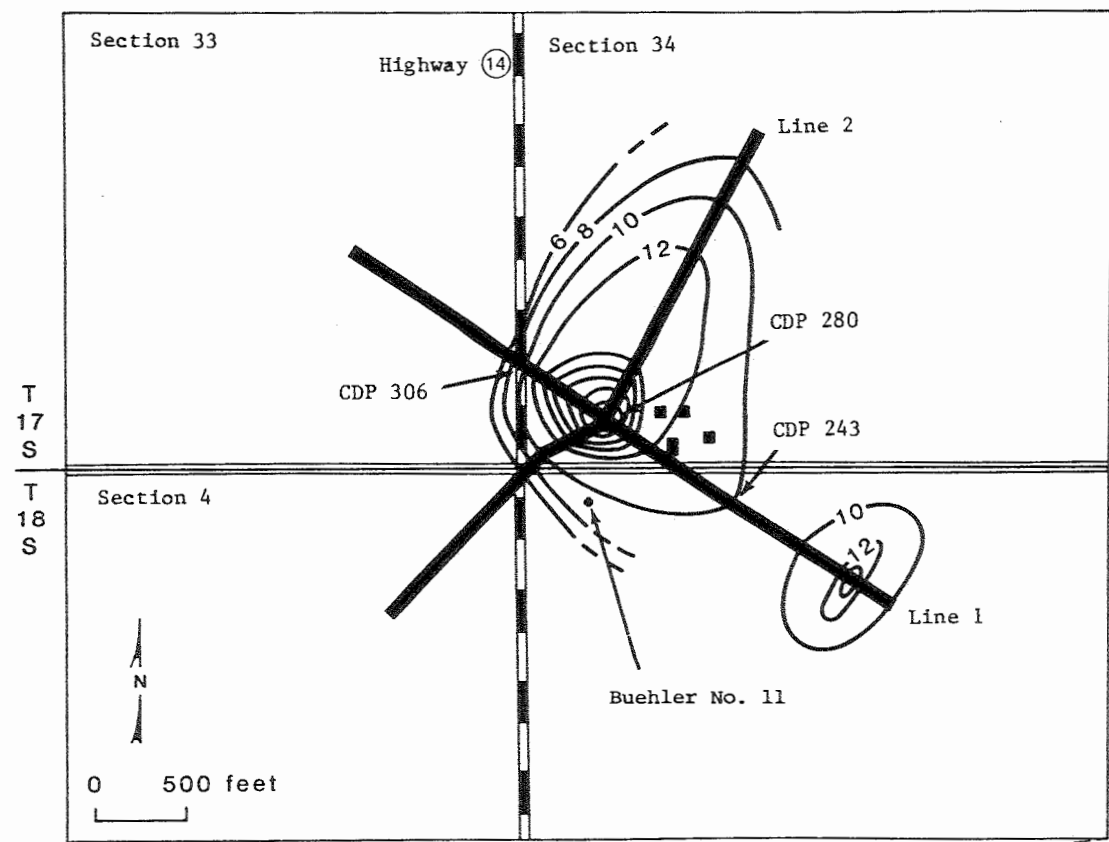 Section 33
Section 34
Highway 14
Line 2
6
8
10
12
CDP 280
CDP 306
CDP 243
T
17
S
T
18
S
Section 4
10
12
Line 1
Buehler No. 11
N
0 500 feet